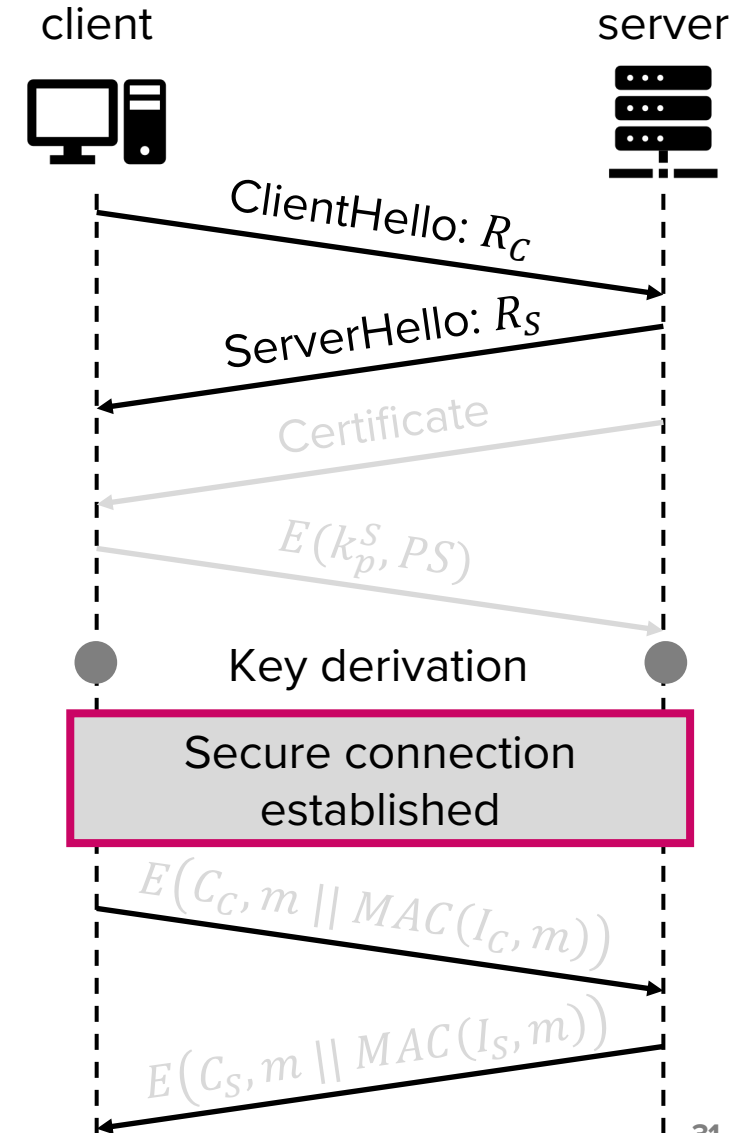 client
server
ClientHello: R_C
ServerHello: R_S
Certificate
E(k_p^S, PS)
Key derivation
Secure connection
established
E(C_C, m || MAC(I_C, m))
E(C_S, m || MAC(I_S, m))